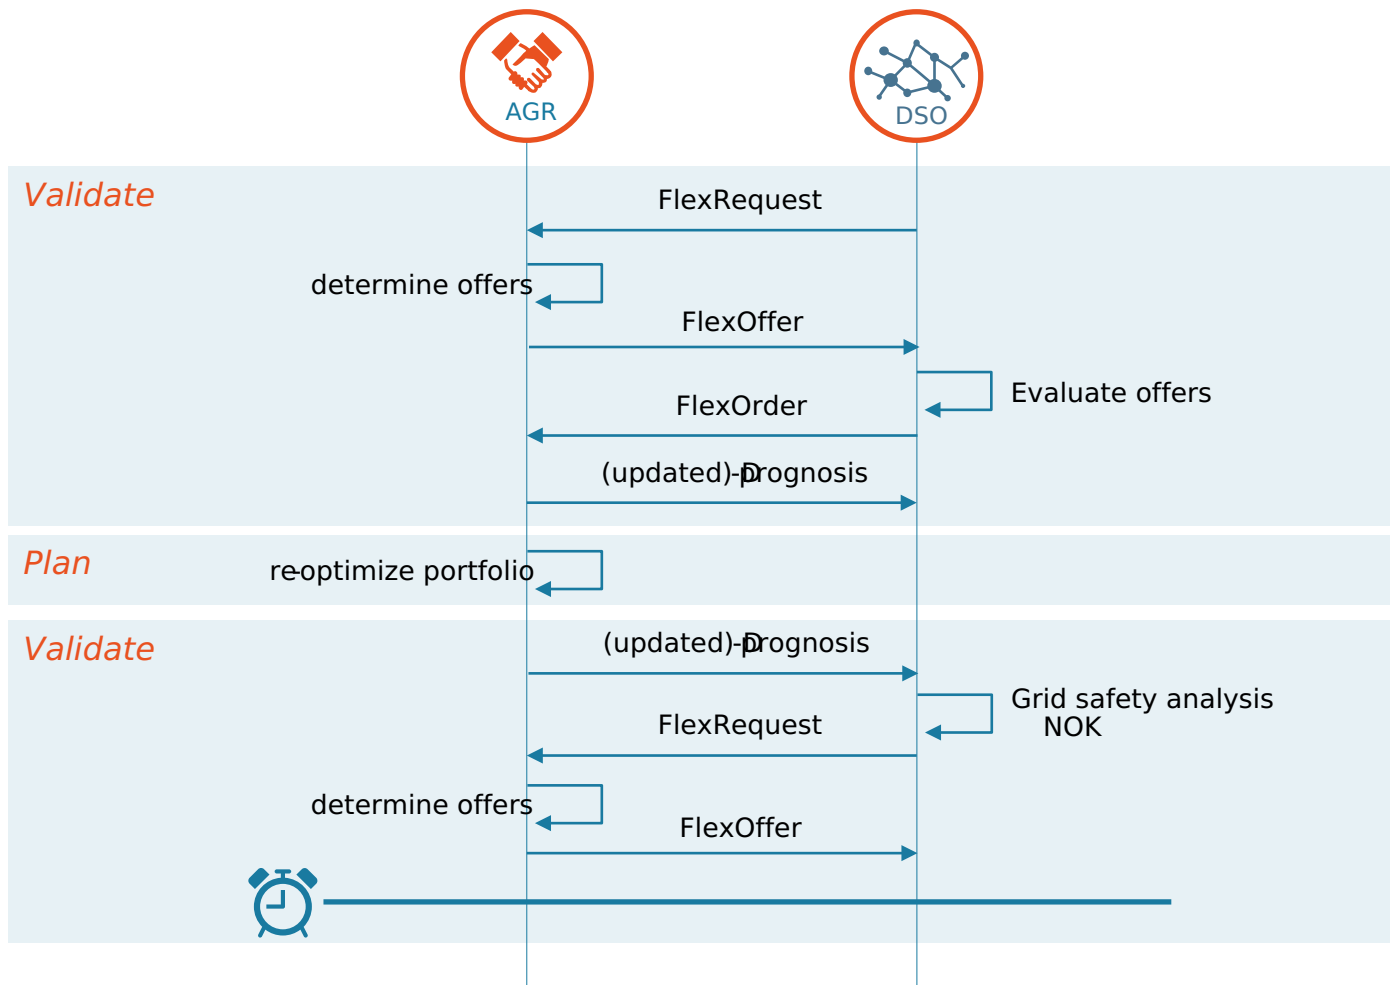 AGR
DSO
Validate
FlexRequest
determine offers
FlexOffer
Evaluate offers
FlexOrder
(updated) D-prognosis
Plan
re-optimize portfolio
Validate
(updated) D-prognosis
Grid safety analysis
NOK
FlexRequest
determine offers
FlexOffer